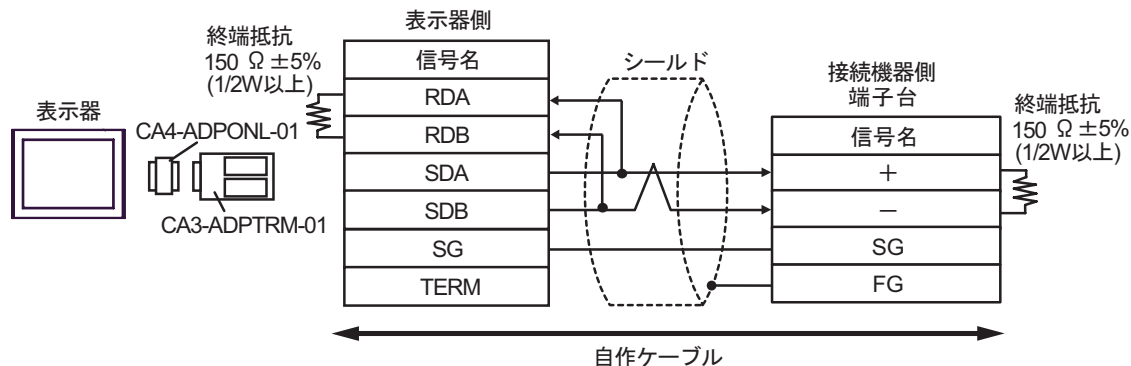 表示器側
終端抵抗
150 Ω ±5%
(1/2W以上)
表示器
CA4-ADPONL-01
CA3-ADPTRM-01
信号名
RDA
RDB
SDA
SDB
SG
TERM
シールド
接続機器側
端子台
信号名
+
−
SG
FG
終端抵抗
150 Ω ±5%
(1/2W以上)
自作ケーブル